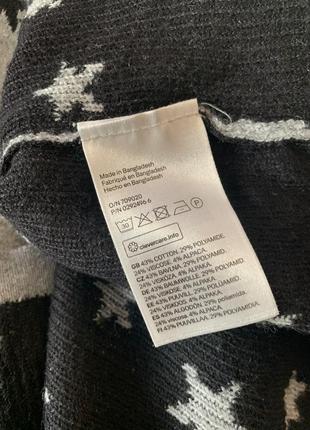 Made in Bangladesh
Fabriqué en Bangladesh
Hecho en Bangladesh
O/N 709020
P/N 0292496 6
30 P
clevercare.info
GB 43% COTTON. 29% POLYAMIDE
24% VISCOSE. 4% ALPACA.
CZ 43% BAVLNA. 29% POLYAMID.
24% VISKÓZA. 4% ALPAKA.
DE 43% BAUMWOLLE. 29% POLYAMID.
24% VISKOSE. 4% ALPAKA.
EE 43% PUUVILL. 29% POLÜAMIID.
24% VISKOOS. 4% ALPAKA.
ES 43% ALGODÓN. 29% poliamida.
24% viscosa. 4% ALPACA.
FI 43% PUUVILLA. 29% POLYAMIDI.